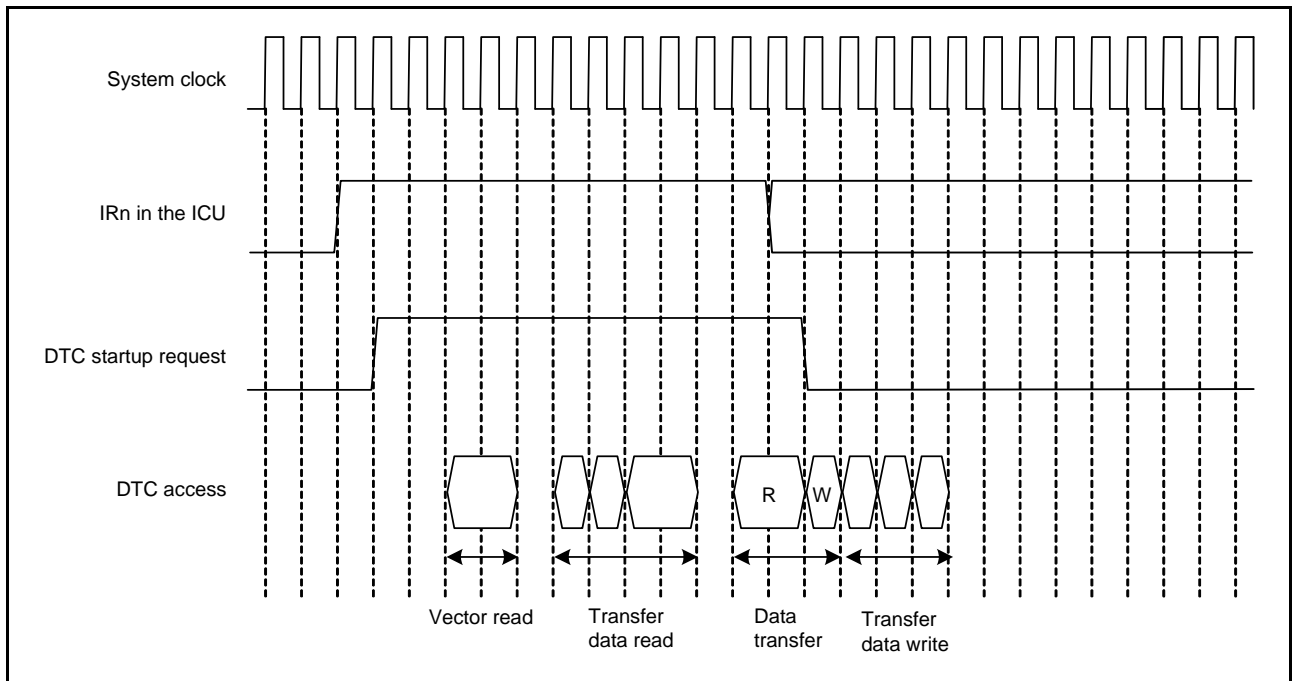 System clock
IRn in the ICU
DTC startup request
DTC access
R
W
Vector read
Transfer
data read
Data
transfer
Transfer
data write